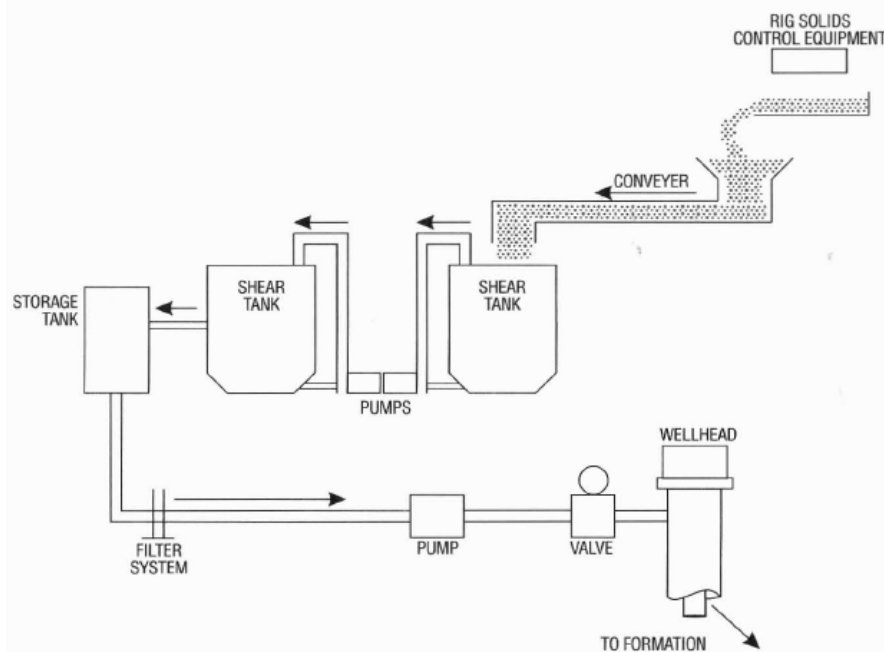 RIG SOLIDS
CONTROL EQUIPMENT
CONVEYER
SHEAR
TANK
SHEAR
TANK
STORAGE
TANK
PUMPS
WELLHEAD
FILTER
SYSTEM
PUMP
VALVE
TO FORMATION